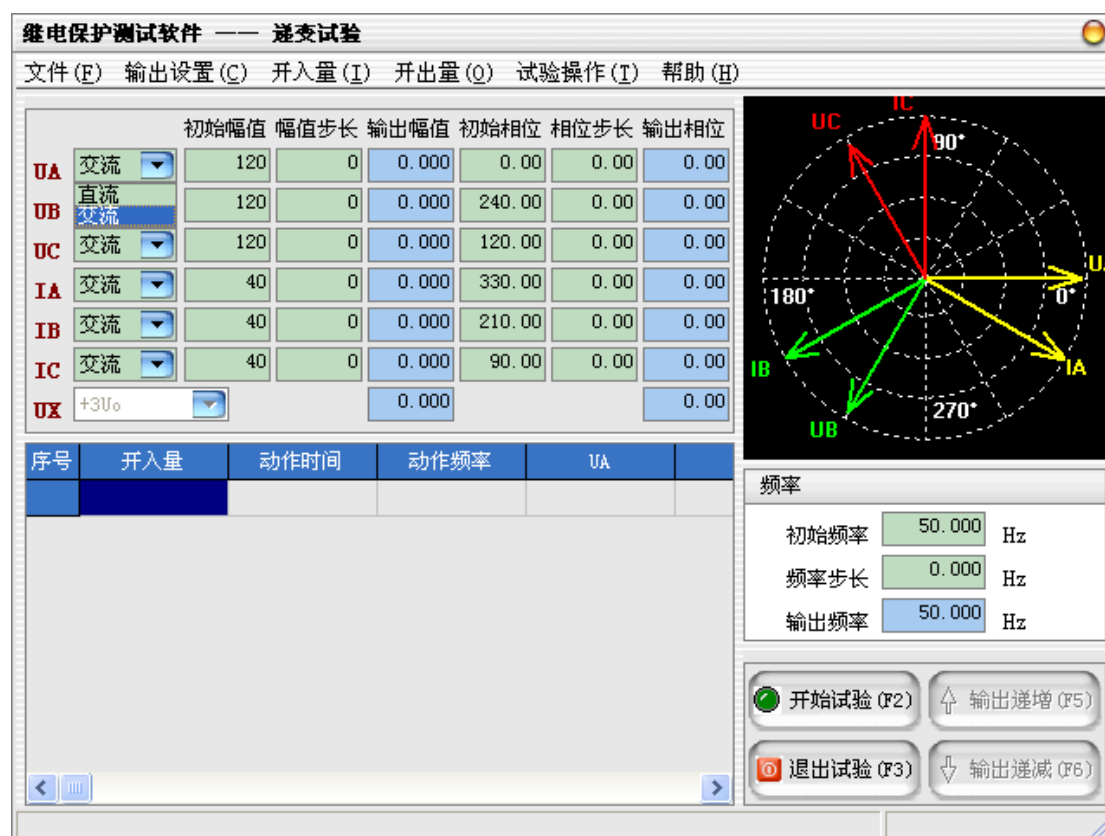 继电保护测试软件 —— 递变试验
文件(F) 输出设置(C) 开入量(I) 开出量(O) 试验操作(T) 帮助(H)
初始幅值 幅值步长 输出幅值 初始相位 相位步长 输出相位
UA 交流 120 0 0.000 0.00 0.00 0.00
直流
交流
UB 120 0 0.000 240.00 0.00 0.00
UC 交流 120 0 0.000 120.00 0.00 0.00
IA 交流 40 0 0.000 330.00 0.00 0.00
IB 交流 40 0 0.000 210.00 0.00 0.00
IC 交流 40 0 0.000 90.00 0.00 0.00
UX +3U₀ 0.000 0.00
序号 开入量 动作时间 动作频率 UA
IC
UC
90°
180°
0°
IB
IA
270°
UB
频率
初始频率 50.000 Hz
频率步长 0.000 Hz
输出频率 50.000 Hz
开始试验(F2) 输出递增(F5)
退出试验(F3) 输出递减(F6)